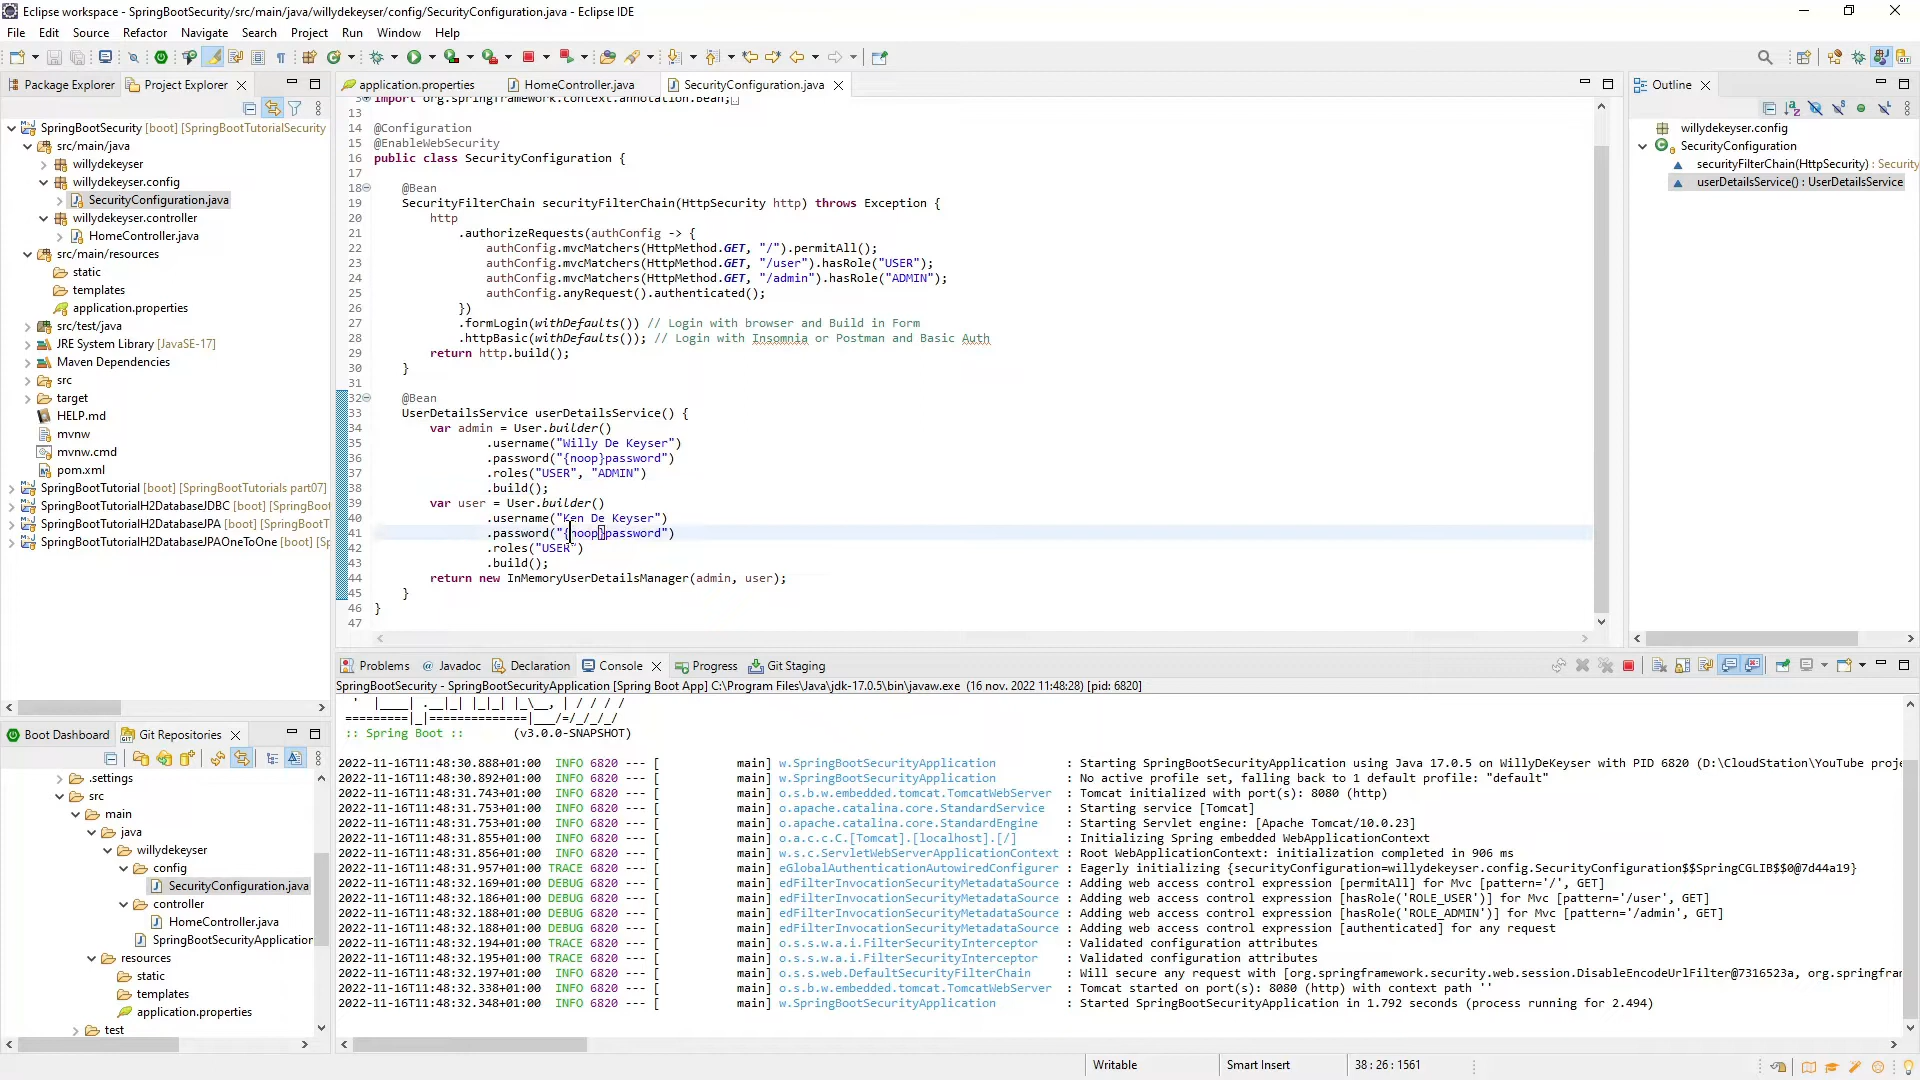 Eclipse workspace - SpringBootSecurity/src/main/java/willydekeyser/config/SecurityConfiguration.java - Eclipse IDE
File Edit Source Refactor Navigate Search Project Run Window Help
Package Explorer Project Explorer
SpringBootSecurity [boot] [SpringBootTutorialSecurity
src/main/java
willydekeyser
willydekeyser.config
SecurityConfiguration.java
willydekeyser.controller
HomeController.java
src/main/resources
static
templates
application.properties
src/test/java
JRE System Library [JavaSE-17]
Maven Dependencies
src
target
HELP.md
mvnw
mvnw.cmd
pom.xml
SpringBootTutorial [boot] [SpringBootTutorials part07]
SpringBootTutorialH2DatabaseJDBC [boot] [SpringBoot
SpringBootTutorialH2DatabaseJPA [boot] [SpringBootT
SpringBootTutorialH2DatabaseJPAOneToOne [boot] [Sp
Boot Dashboard Git Repositories
.settings
src
main
java
willydekeyser
config
SecurityConfiguration.java
controller
HomeController.java
SpringBootSecurityApplication
resources
static
templates
application.properties
test
application.properties HomeController.java SecurityConfiguration.java
3 import org.springframework.context.annotation.Bean;
13
14 @Configuration
15 @EnableWebSecurity
16 public class SecurityConfiguration {
17
18 @Bean
19 SecurityFilterChain securityFilterChain(HttpSecurity http) throws Exception {
20 http
21 .authorizeRequests(authConfig -> {
22 authConfig.mvcMatchers(HttpMethod.GET, "/").permitAll();
23 authConfig.mvcMatchers(HttpMethod.GET, "/user").hasRole("USER");
24 authConfig.mvcMatchers(HttpMethod.GET, "/admin").hasRole("ADMIN");
25 authConfig.anyRequest().authenticated();
26 })
27 .formLogin(withDefaults()) // Login with browser and Build in Form
28 .httpBasic(withDefaults()); // Login with Insomnia or Postman and Basic Auth
29 return http.build();
30 }
31
32 @Bean
33 UserDetailsService userDetailsService() {
34 var admin = User.builder()
35 .username("Willy De Keyser")
36 .password("{noop}password")
37 .roles("USER", "ADMIN")
38 .build();
39 var user = User.builder()
40 .username("Ken De Keyser")
41 .password("{noop}password")
42 .roles("USER")
43 .build();
44 return new InMemoryUserDetailsManager(admin, user);
45 }
46 }
47
Outline
willydekeyser.config
SecurityConfiguration
securityFilterChain(HttpSecurity) : Security
userDetailsService() : UserDetailsService
Problems Javadoc Declaration Console Progress Git Staging
SpringBootSecurity - SpringBootSecurityApplication [Spring Boot App] C:\Program Files\Java\jdk-17.0.5\bin\javaw.exe (16 nov. 2022 11:48:28) [pid: 6820]
' |____| .__|_| |_|_| |_\__, | / / / /
=========|_|==============|___/=/_/_/_/
:: Spring Boot :: (v3.0.0-SNAPSHOT)
2022-11-16T11:48:30.888+01:00 INFO 6820 --- [ main] w.SpringBootSecurityApplication : Starting SpringBootSecurityApplication using Java 17.0.5 on WillyDeKeyser with PID 6820 (D:\CloudStation\YouTube proje
2022-11-16T11:48:30.892+01:00 INFO 6820 --- [ main] w.SpringBootSecurityApplication : No active profile set, falling back to 1 default profile: "default"
2022-11-16T11:48:31.743+01:00 INFO 6820 --- [ main] o.s.b.w.embedded.tomcat.TomcatWebServer : Tomcat initialized with port(s): 8080 (http)
2022-11-16T11:48:31.753+01:00 INFO 6820 --- [ main] o.apache.catalina.core.StandardService : Starting service [Tomcat]
2022-11-16T11:48:31.753+01:00 INFO 6820 --- [ main] o.apache.catalina.core.StandardEngine : Starting Servlet engine: [Apache Tomcat/10.0.23]
2022-11-16T11:48:31.855+01:00 INFO 6820 --- [ main] o.a.c.c.C.[Tomcat].[localhost].[/] : Initializing Spring embedded WebApplicationContext
2022-11-16T11:48:31.856+01:00 INFO 6820 --- [ main] w.s.c.ServletWebServerApplicationContext : Root WebApplicationContext: initialization completed in 906 ms
2022-11-16T11:48:31.957+01:00 TRACE 6820 --- [ main] eGlobalAuthenticationAutowiredConfigurer : Eagerly initializing {securityConfiguration=willydekeyser.config.SecurityConfiguration$$SpringCGLIB$$0@7d44a19}
2022-11-16T11:48:32.169+01:00 DEBUG 6820 --- [ main] edFilterInvocationSecurityMetadataSource : Adding web access control expression [permitAll] for Mvc [pattern='/', GET]
2022-11-16T11:48:32.186+01:00 DEBUG 6820 --- [ main] edFilterInvocationSecurityMetadataSource : Adding web access control expression [hasRole('ROLE_USER')] for Mvc [pattern='/user', GET]
2022-11-16T11:48:32.188+01:00 DEBUG 6820 --- [ main] edFilterInvocationSecurityMetadataSource : Adding web access control expression [hasRole('ROLE_ADMIN')] for Mvc [pattern='/admin', GET]
2022-11-16T11:48:32.188+01:00 DEBUG 6820 --- [ main] edFilterInvocationSecurityMetadataSource : Adding web access control expression [authenticated] for any request
2022-11-16T11:48:32.194+01:00 TRACE 6820 --- [ main] o.s.s.w.a.i.FilterSecurityInterceptor : Validated configuration attributes
2022-11-16T11:48:32.195+01:00 TRACE 6820 --- [ main] o.s.s.w.a.i.FilterSecurityInterceptor : Validated configuration attributes
2022-11-16T11:48:32.197+01:00 INFO 6820 --- [ main] o.s.s.web.DefaultSecurityFilterChain : Will secure any request with [org.springframework.security.web.session.DisableEncodeUrlFilter@7316523a, org.springfram
2022-11-16T11:48:32.338+01:00 INFO 6820 --- [ main] o.s.b.w.embedded.tomcat.TomcatWebServer : Tomcat started on port(s): 8080 (http) with context path ''
2022-11-16T11:48:32.348+01:00 INFO 6820 --- [ main] w.SpringBootSecurityApplication : Started SpringBootSecurityApplication in 1.792 seconds (process running for 2.494)
Writable Smart Insert 38 : 26 : 1561